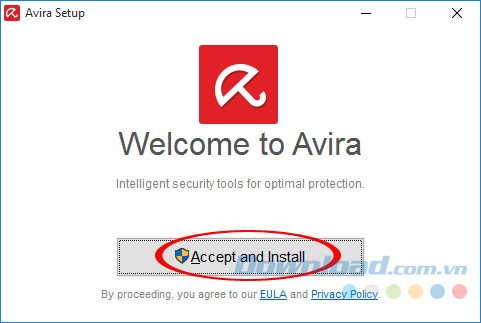 Avira Setup
Welcome to Avira
Intelligent security tools for optimal protection.
Accept and Install
Download.com.vn
By proceeding, you agree to our EULA and Privacy Policy.